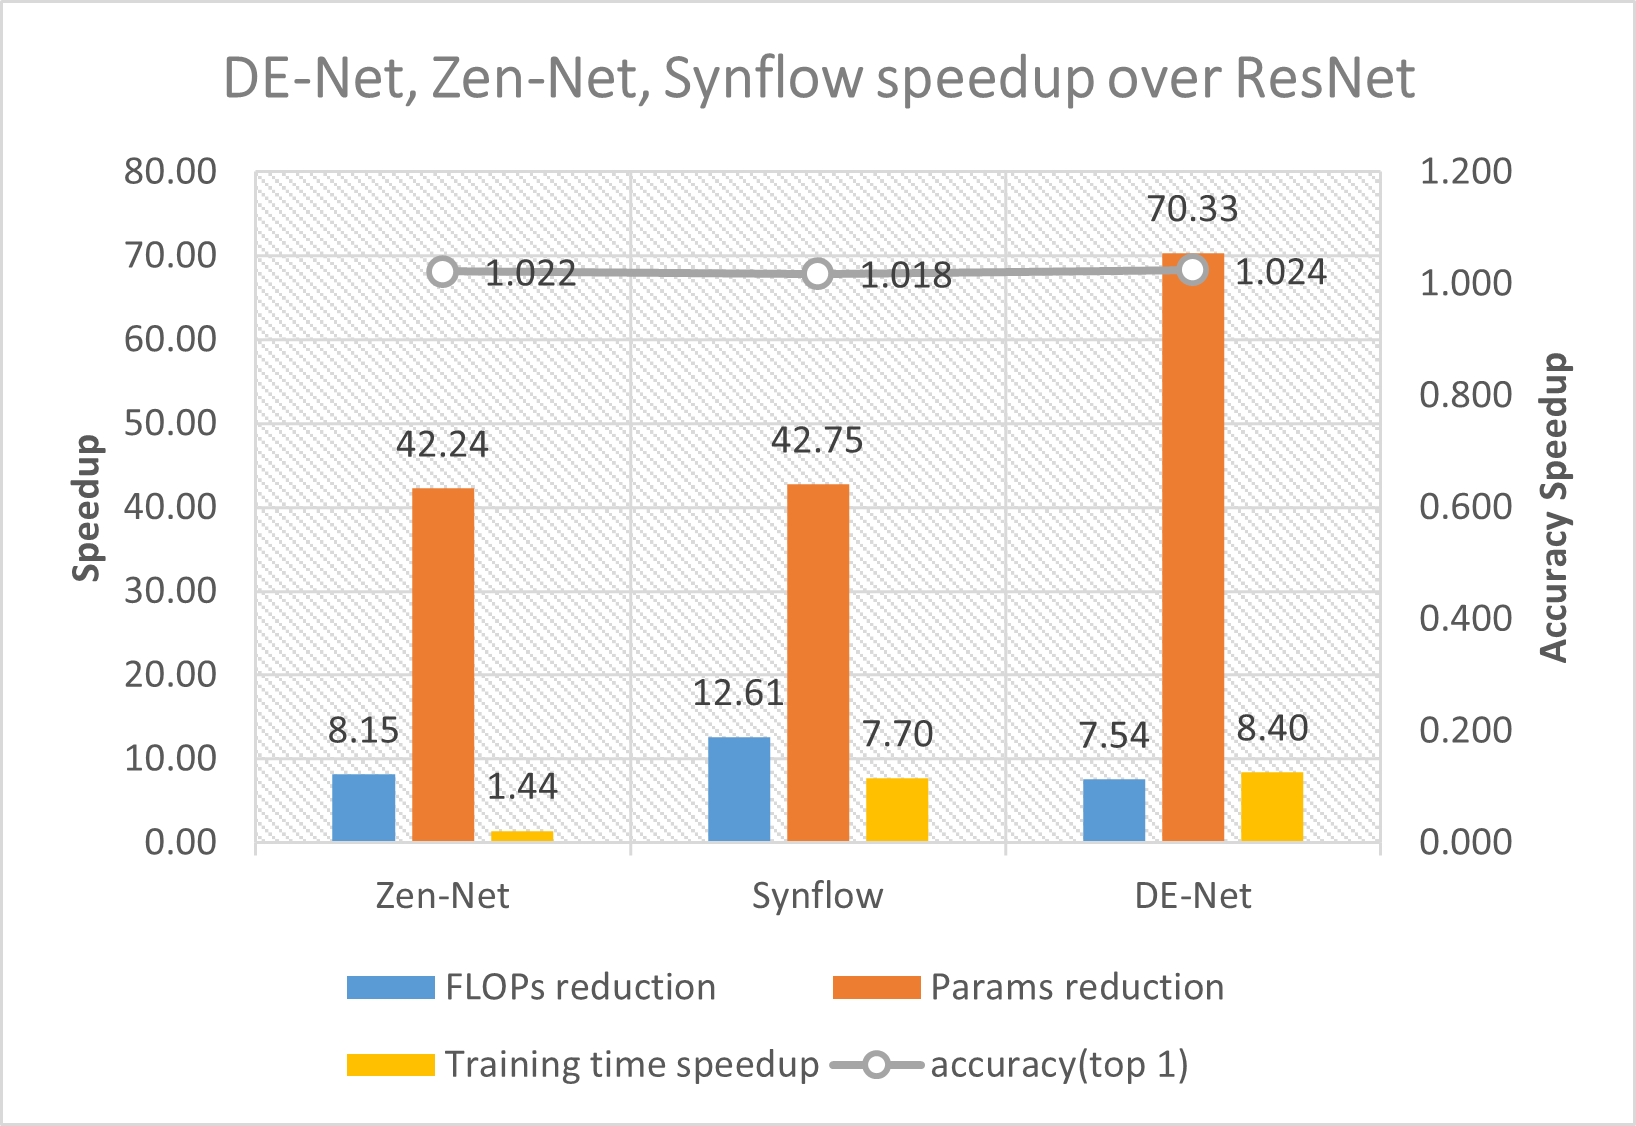 DE-Net, Zen-Net, Synflow speedup over ResNet
80.00
70.00
60.00
50.00
40.00
30.00
20.00
10.00
0.00
Speedup
1.200
1.000
0.800
0.600
0.400
0.200
0.000
Accuracy Speedup
1.022
1.018
1.024
8.15
42.24
1.44
12.61
42.75
7.70
7.54
70.33
8.40
Zen-Net
Synflow
DE-Net
FLOPs reduction
Params reduction
Training time speedup
accuracy(top 1)